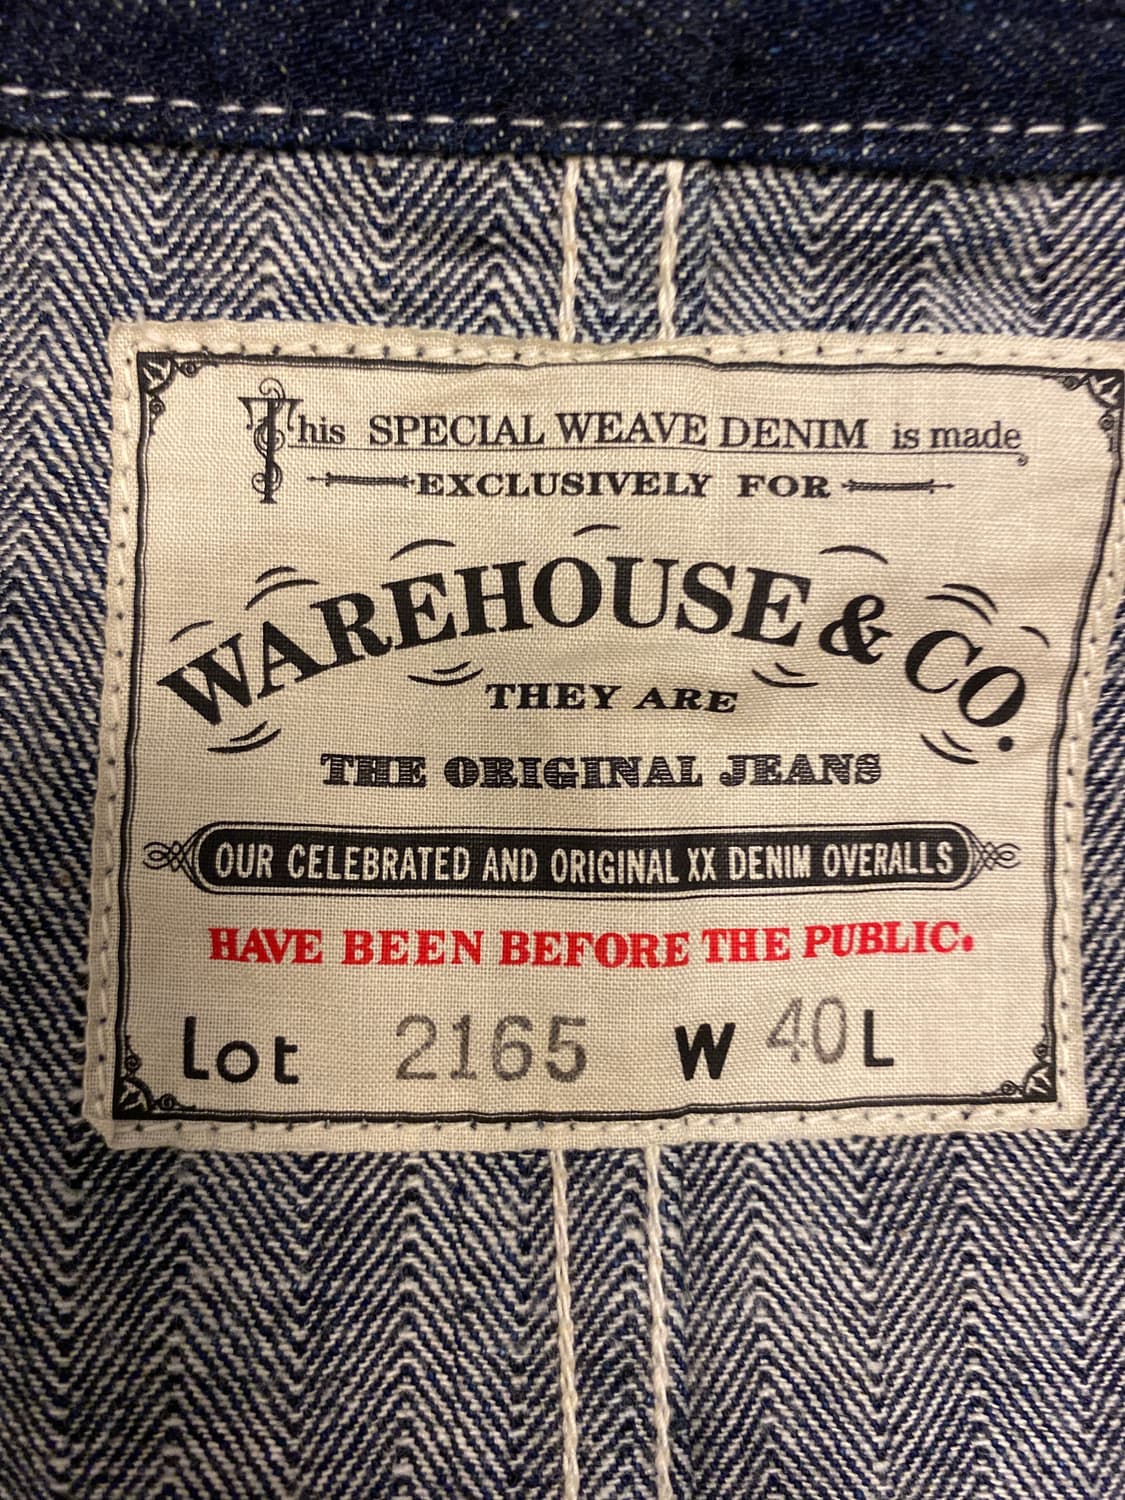 This SPECIAL WEAVE DENIM is made
EXCLUSIVELY FOR
WAREHOUSE & CO.
THEY ARE
THE ORIGINAL JEANS
OUR CELEBRATED AND ORIGINAL XX DENIM OVERALLS
HAVE BEEN BEFORE THE PUBLIC.
Lot 2165 W 40 L